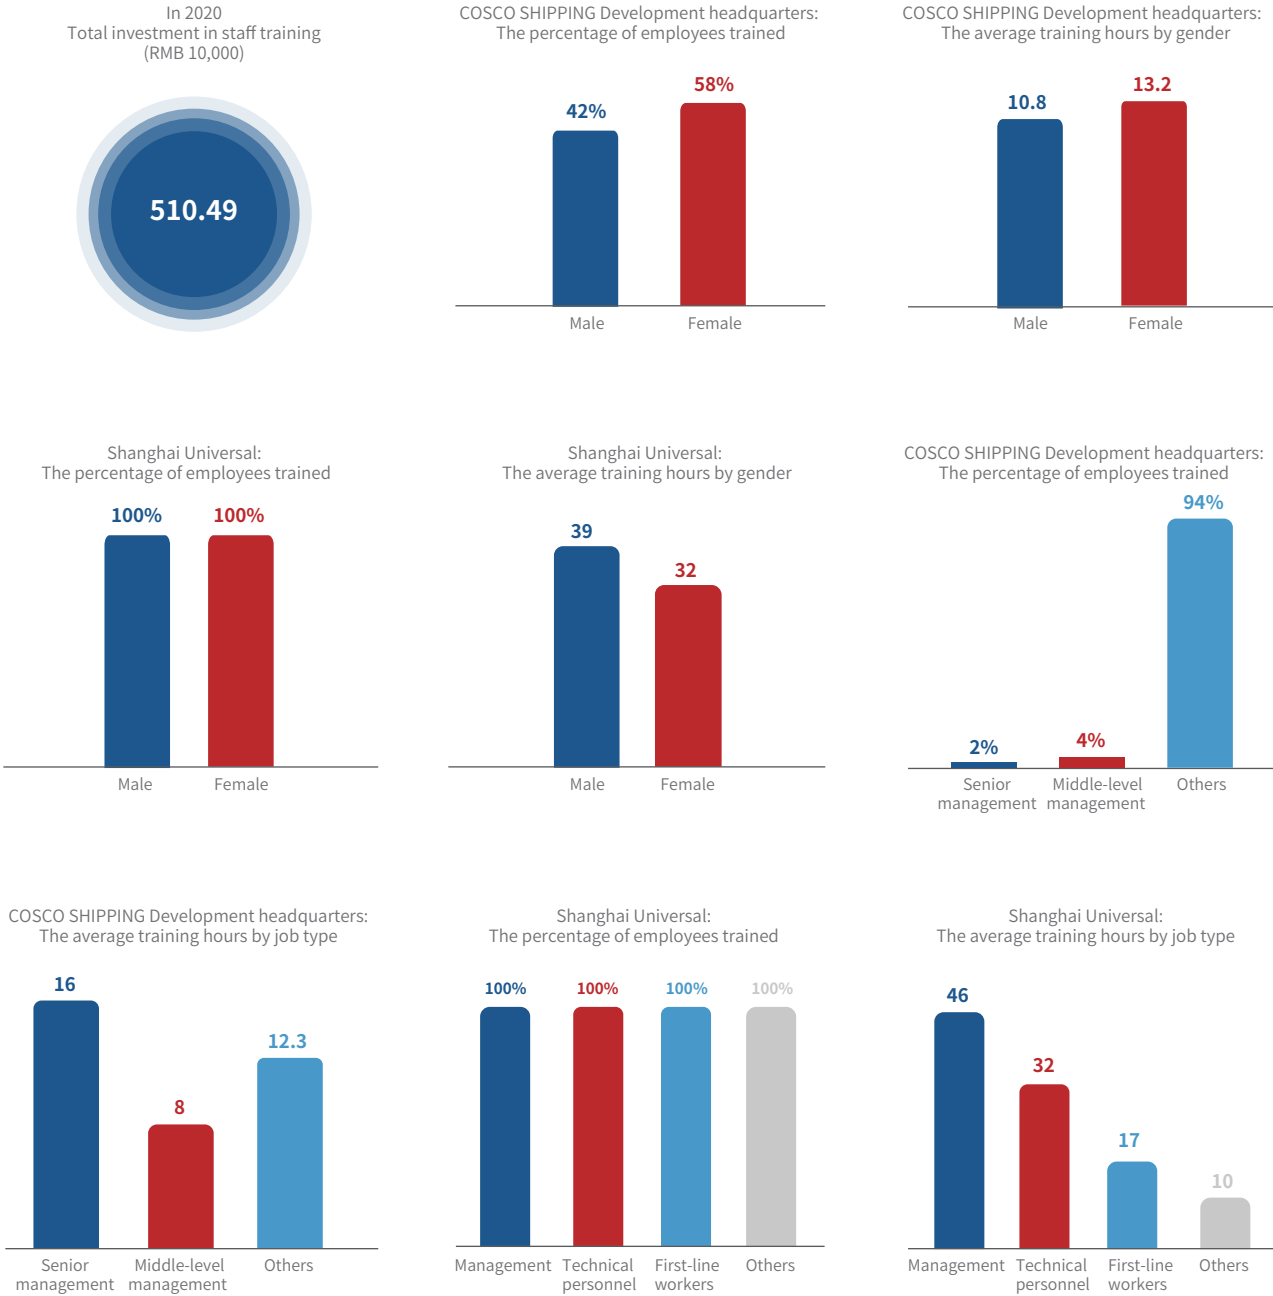 In 2020
Total investment in staff training
(RMB 10,000)
510.49
COSCO SHIPPING Development headquarters:
The percentage of employees trained
42%
58%
Male
Female
COSCO SHIPPING Development headquarters:
The average training hours by gender
10.8
13.2
Male
Female
Shanghai Universal:
The percentage of employees trained
100%
100%
Male
Female
Shanghai Universal:
The average training hours by gender
39
32
Male
Female
COSCO SHIPPING Development headquarters:
The percentage of employees trained
2%
4%
94%
Senior
management
Middle-level
management
Others
COSCO SHIPPING Development headquarters:
The average training hours by job type
16
8
12.3
Senior
management
Middle-level
management
Others
Shanghai Universal:
The percentage of employees trained
100%
100%
100%
100%
Management
Technical
personnel
First-line
workers
Others
Shanghai Universal:
The average training hours by job type
46
32
17
10
Management
Technical
personnel
First-line
workers
Others